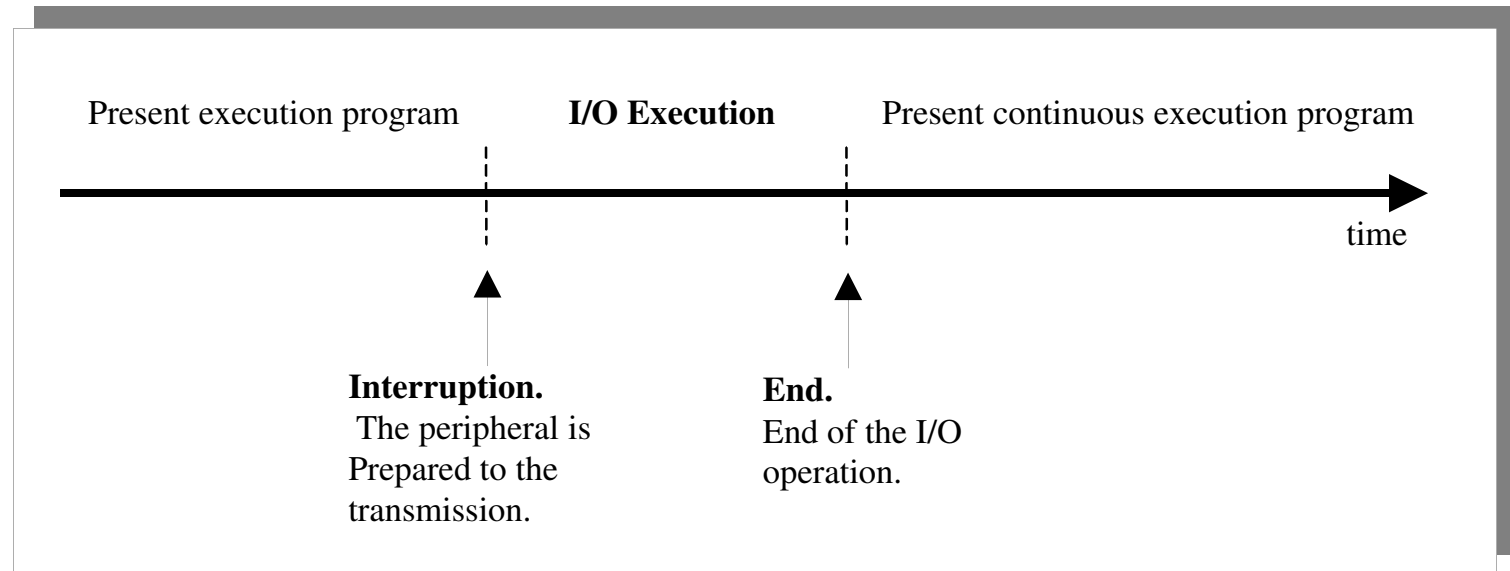 Present execution program
I/O Execution
Present continuous execution program
time
Interruption.
The peripheral is
Prepared to the
transmission.
End.
End of the I/O
operation.